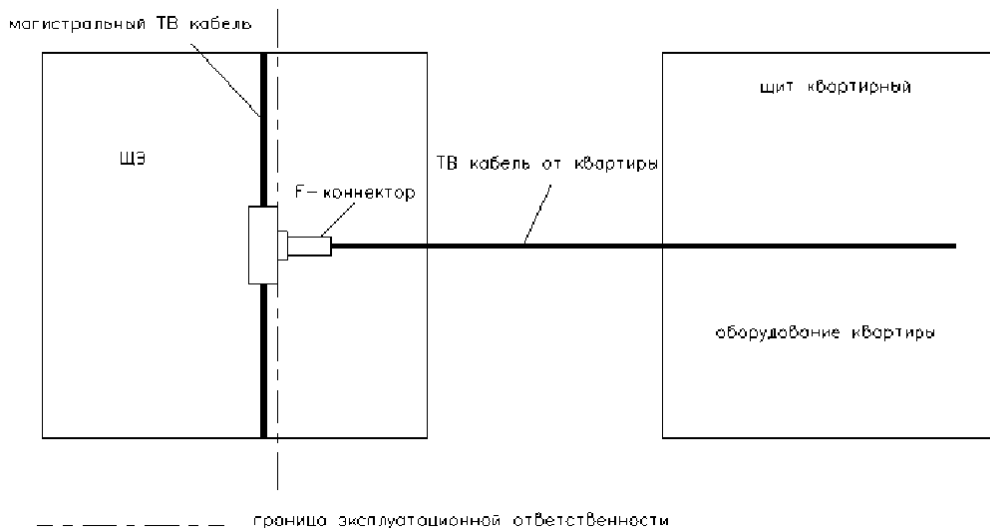 магистральный ТВ кабель
щит квартирный
ЩЭ
ТВ кабель от квартиры
F-коннектор
оборудование квартиры
граница эксплуатационной ответственности